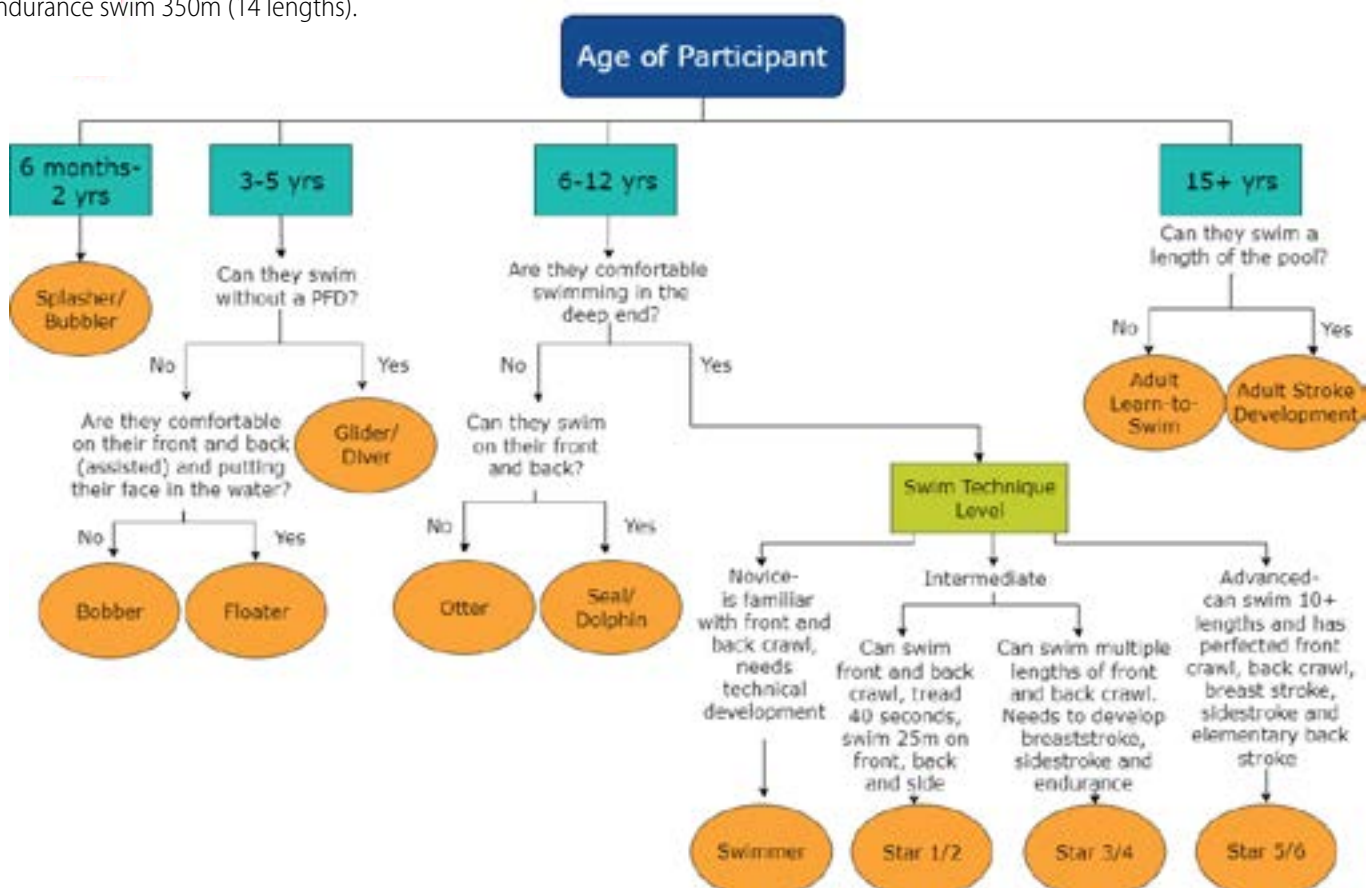 ndurance swim 350m (14 lengths).
Age of Participant
6 months-
2 yrs
3-5 yrs
6-12 yrs
15+ yrs
Splasher/
Bubbler
Can they swim
without a PFD?
No
Yes
Are they comfortable
on their front and back
(assisted) and putting
their face in the water?
Glider/
Diver
No
Yes
Bobber
Floater
Are they comfortable
swimming in the
deep end?
No
Yes
Can they swim
on their front
and back?
No
Yes
Otter
Seal/
Dolphin
Swim Technique
Level
Novice-
is familiar
with front and
back crawl,
needs
technical
development
Swimmer
Intermediate
Can swim
front and back
crawl, tread
40 seconds,
swim 25m on
front, back
and side
Star 1/2
Can swim multiple
lengths of front
and back crawl.
Needs to develop
breaststroke,
sidestroke and
endurance
Star 3/4
Advanced-
can swim 10+
lengths and has
perfected front
crawl, back crawl,
breast stroke,
sidestroke and
elementary back
stroke
Star 5/6
Can they swim a
length of the pool?
No
Yes
Adult
Learn-to-
Swim
Adult Stroke
Development